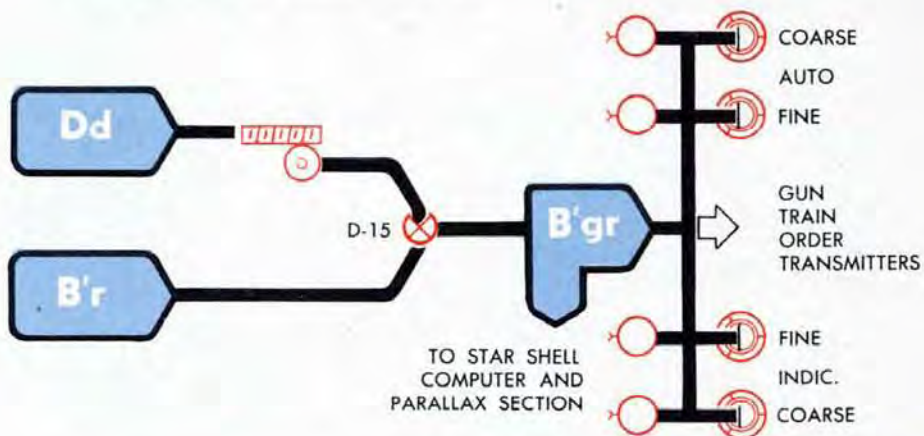 COARSE
AUTO
FINE
Dd
D-15
B'gr
GUN
TRAIN
ORDER
TRANSMITTERS
B'r
TO STAR SHELL
COMPUTER AND
PARALLAX SECTION
FINE
INDIC.
COARSE